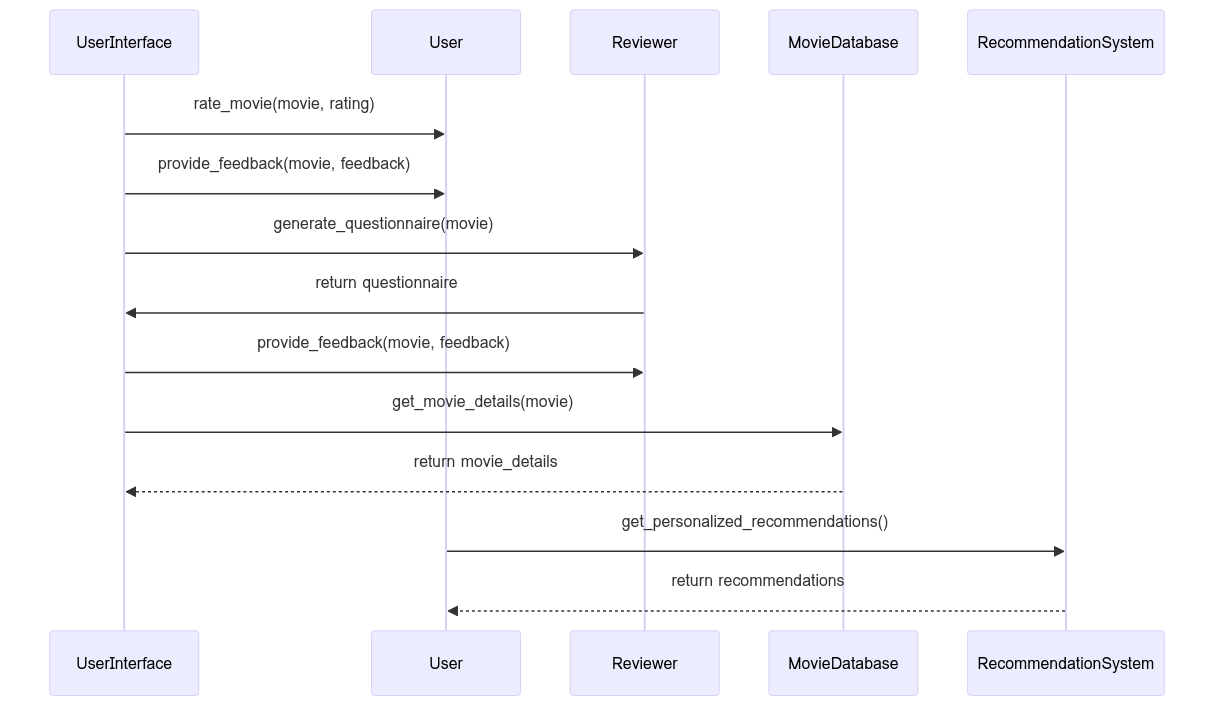 UserInterface
User
Reviewer
MovieDatabase
RecommendationSystem
rate_movie(movie, rating)
provide_feedback(movie, feedback)
generate_questionnaire(movie)
return questionnaire
provide_feedback(movie, feedback)
get_movie_details(movie)
return movie_details
get_personalized_recommendations()
return recommendations
UserInterface
User
Reviewer
MovieDatabase
RecommendationSystem